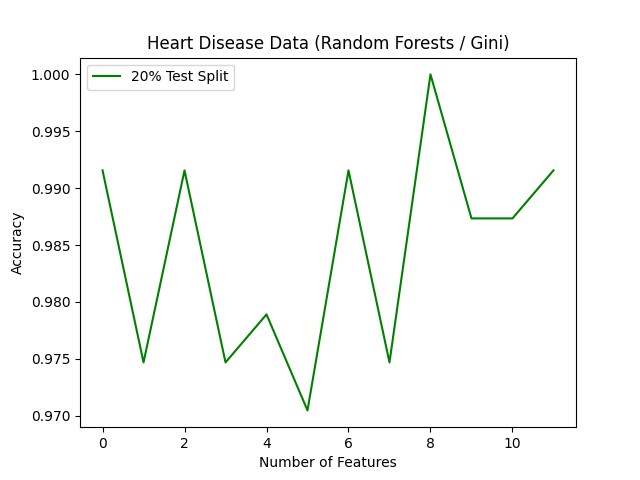 Heart Disease Data (Random Forests / Gini)
20% Test Split
1.000
0.995
0.990
0.985
0.980
0.975
0.970
Accuracy
0 2 4 6 8 10
Number of Features